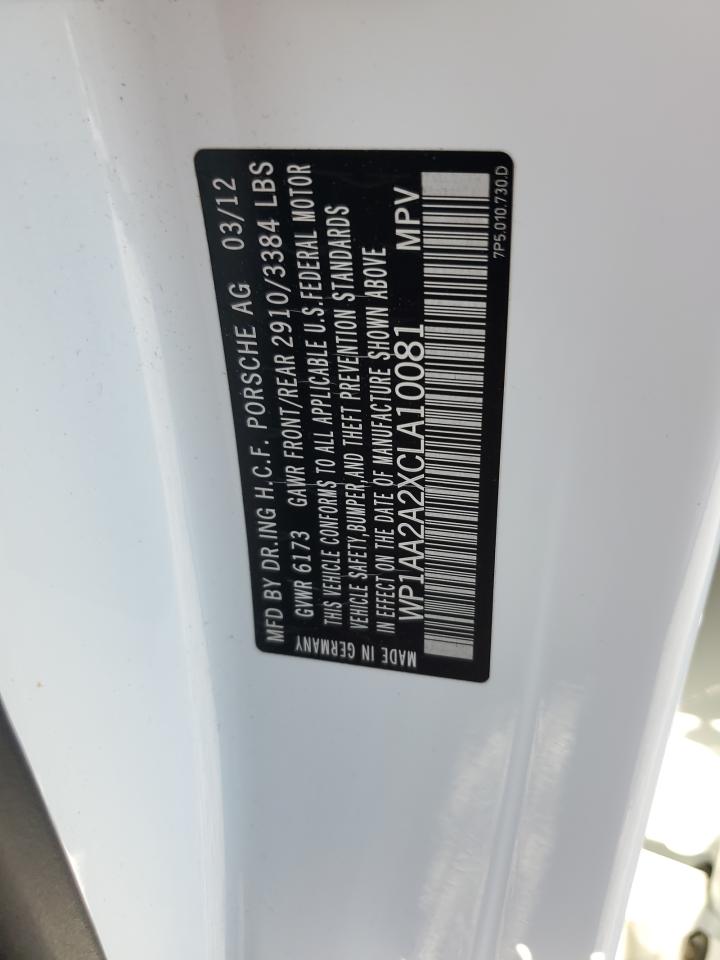 MFD BY DR.ING H.C.F. PORSCHE AG 03/12
GVWR 6173 GAWR FRONT/REAR 2910/3384 LBS
THIS VEHICLE CONFORMS TO ALL APPLICABLE U.S.FEDERAL MOTOR
VEHICLE SAFETY,BUMPER,AND THEFT PREVENTION STANDARDS
IN EFFECT ON THE DATE OF MANUFACTURE SHOWN ABOVE
WP1AA2A2XCLA10081 MPV
MADE IN GERMANY
7P5.010.730.D